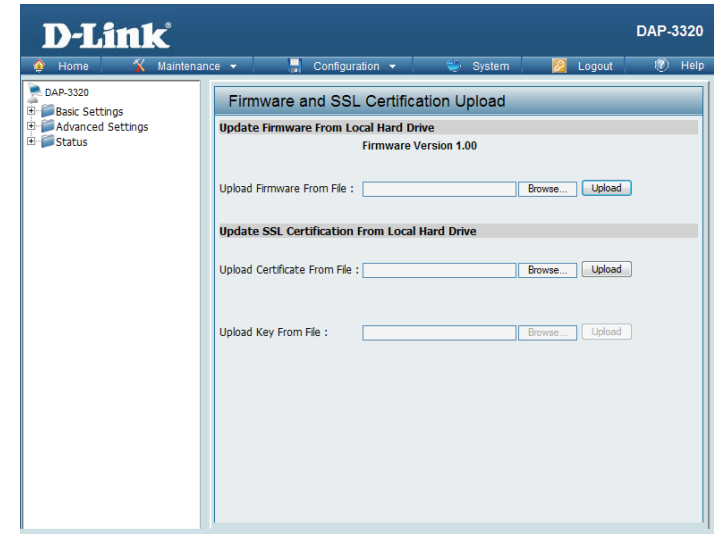 D-Link®
DAP-3320
Home Maintenance Configuration System Logout Help
DAP-3320
Basic Settings
Advanced Settings
Status
Firmware and SSL Certification Upload
Update Firmware From Local Hard Drive
Firmware Version 1.00
Upload Firmware From File : Browse... Upload
Update SSL Certification From Local Hard Drive
Upload Certificate From File : Browse... Upload
Upload Key From File : Browse... Upload